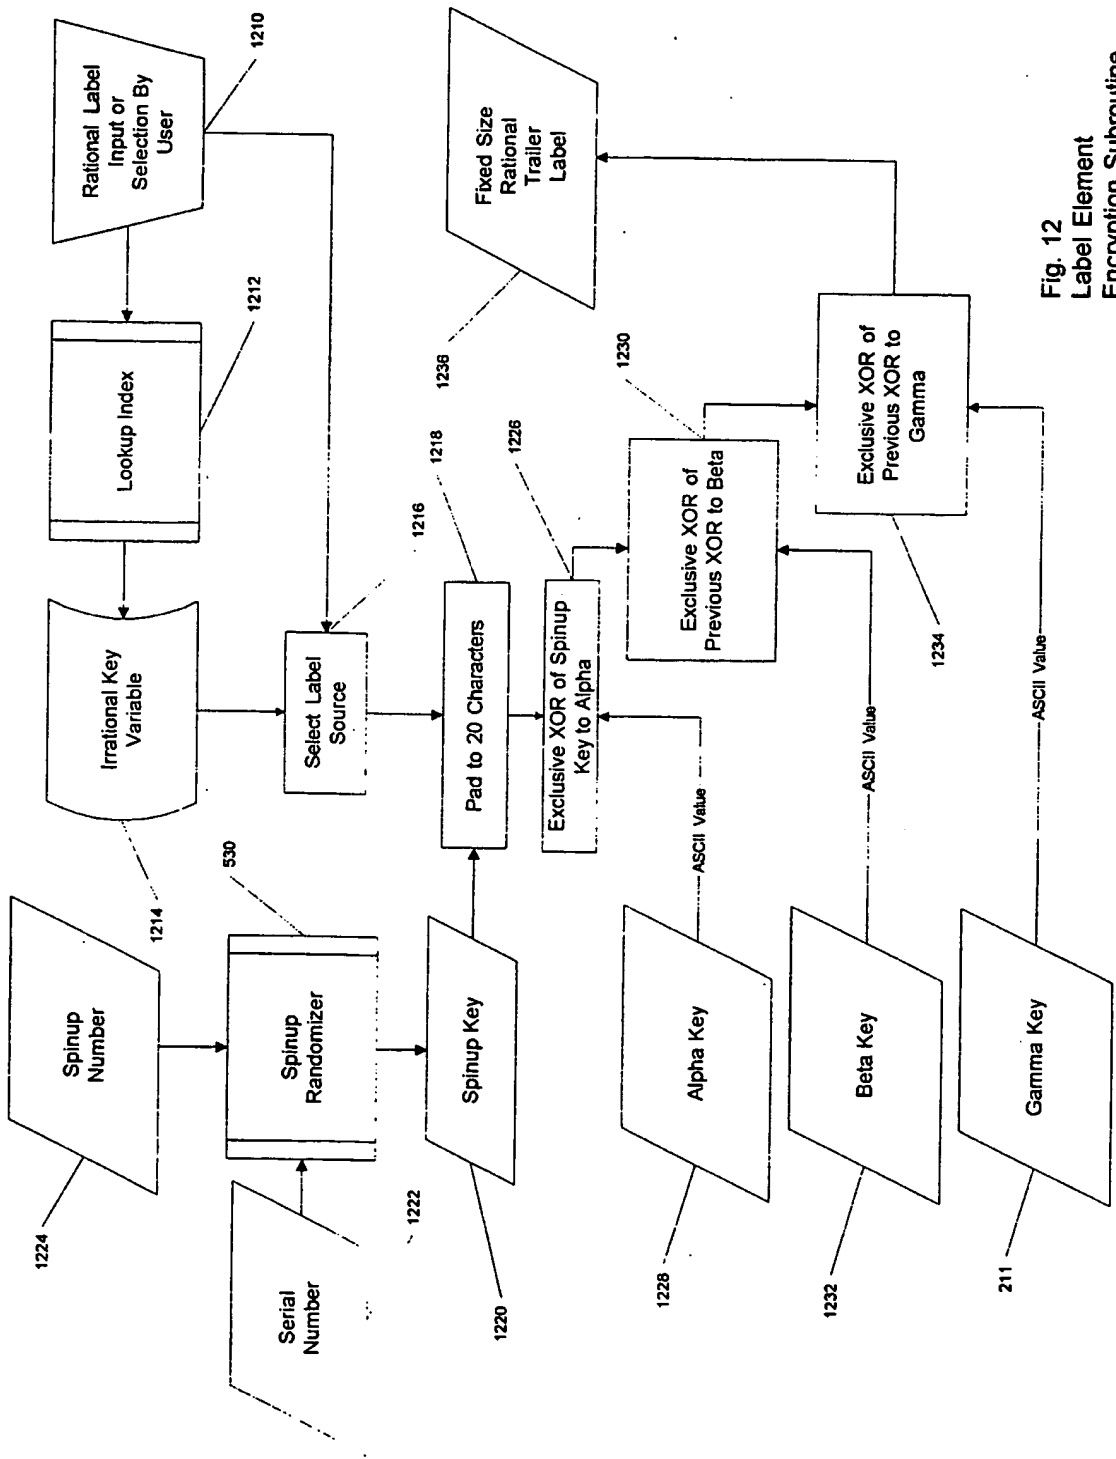 1224
Spinup
Number
1214
Irrational Key
Variable
Lookup Index
1212
Rational Label
Input or
Selection By
User
1210
Serial
Number
1222
Spinup
Randomizer
530
Select Label
Source
1216
1220
Spinup Key
Pad to 20 Characters
1218
Exclusive XOR of Spinup
Key to Alpha
1226
1228
Alpha Key
ASCII Value
Exclusive XOR of
Previous XOR to Beta
1230
1236
Fixed Size
Rational
Trailer
Label
1232
Beta Key
ASCII Value
1234
Exclusive XOR of
Previous XOR to
Gamma
211
Gamma Key
ASCII Value
Fig. 12
Label Element
Encryption Subroutine